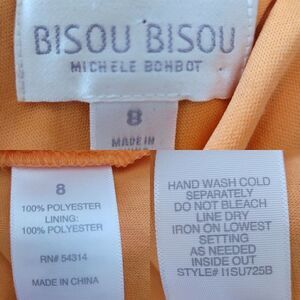 BISOU BISOU
MICHELE BOHBOT
8
MADE IN
8
100% POLYESTER
LINING:
100% POLYESTER
RN# 54314
MADE IN CHINA
HAND WASH COLD
SEPARATELY
DO NOT BLEACH
LINE DRY
IRON ON LOWEST
SETTING
AS NEEDED
INSIDE OUT
STYLE# I1SU725B